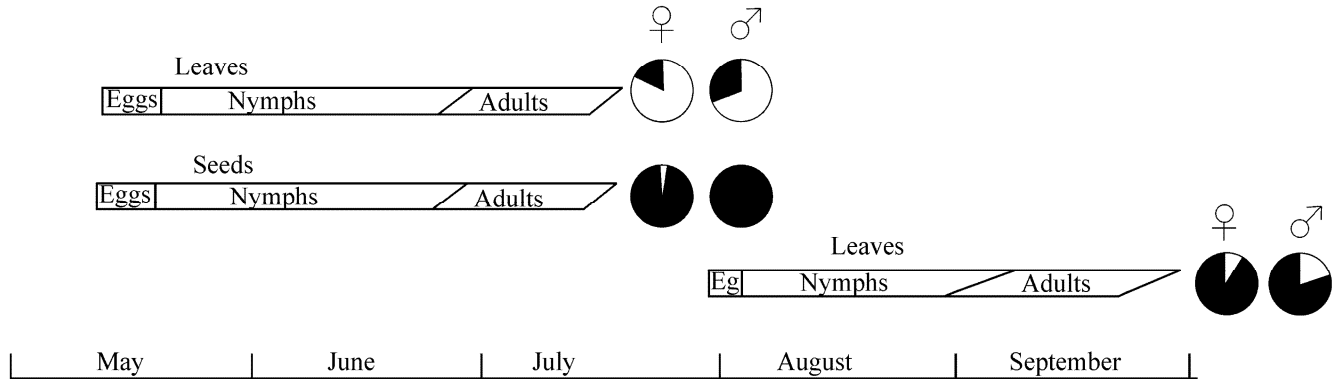 ♀ ♂
Leaves
Eggs Nymphs Adults
Seeds
Eggs Nymphs Adults
♀ ♂
Leaves
Eg Nymphs Adults
May June July August September